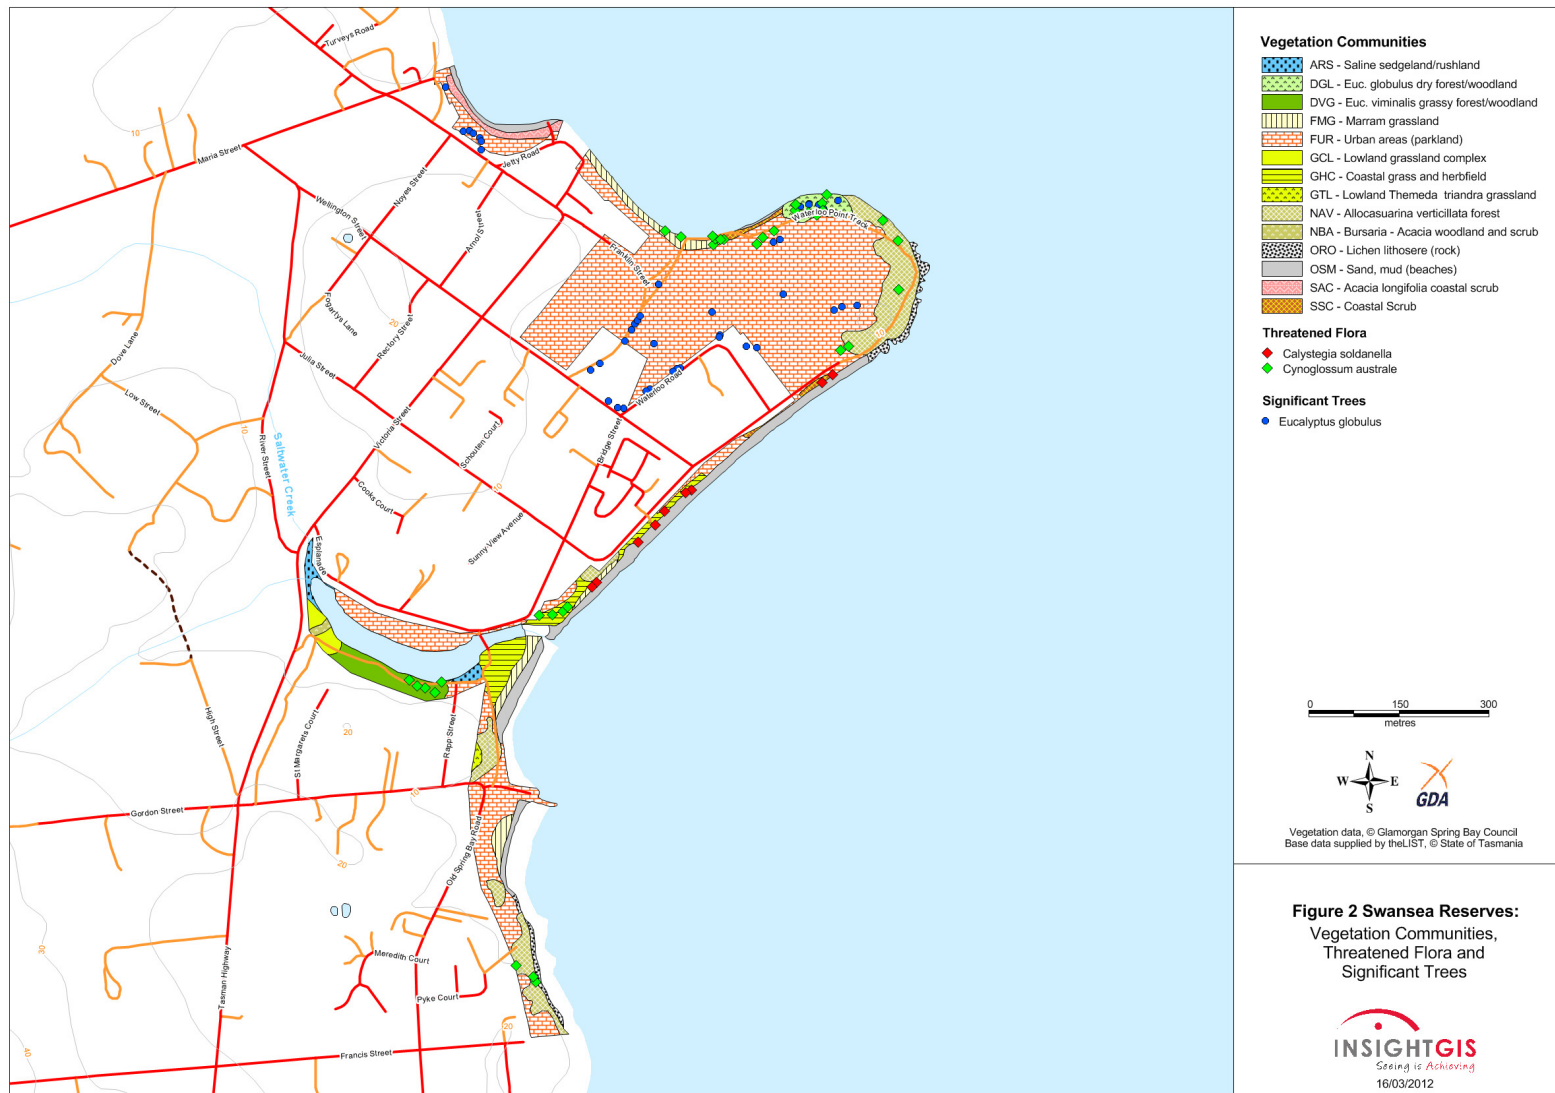 Turveys Road
10
Maria Street
Jetty Road
Noyes Street
Wellington Street
Arnol Street
Waterloo Point Track
Franklin Street
Fogartys Lane
20
Rectory Street
10
Dove Lane
Julia Street
Waterloo Road
Low Street
Victoria Street
10
River Street
Saltwater Creek
Schouten Court
Bridge Street
Cooks Court
10
Sunny View Avenue
Esplanade
High Street
St Margarets Court
20
Rapp Street
Gordon Street
10
Old Spring Bay Road
20
30
Tasman Highway
Meredith Court
Pyke Court
20
40
Francis Street
Vegetation Communities
ARS - Saline sedgeland/rushland
DGL - Euc. globulus dry forest/woodland
DVG - Euc. viminalis grassy forest/woodland
FMG - Marram grassland
FUR - Urban areas (parkland)
GCL - Lowland grassland complex
GHC - Coastal grass and herbfield
GTL - Lowland Themeda triandra grassland
NAV - Allocasuarina verticillata forest
NBA - Bursaria - Acacia woodland and scrub
ORO - Lichen lithosere (rock)
OSM - Sand, mud (beaches)
SAC - Acacia longifolia coastal scrub
SSC - Coastal Scrub
Threatened Flora
Calystegia soldanella
Cynoglossum australe
Significant Trees
Eucalyptus globulus
0 150 300
metres
N
W E
S
GDA
Vegetation data, © Glamorgan Spring Bay Council
Base data supplied by theLIST, © State of Tasmania
Figure 2 Swansea Reserves:
Vegetation Communities,
Threatened Flora and
Significant Trees
INSIGHTGIS
Seeing is Achieving
16/03/2012